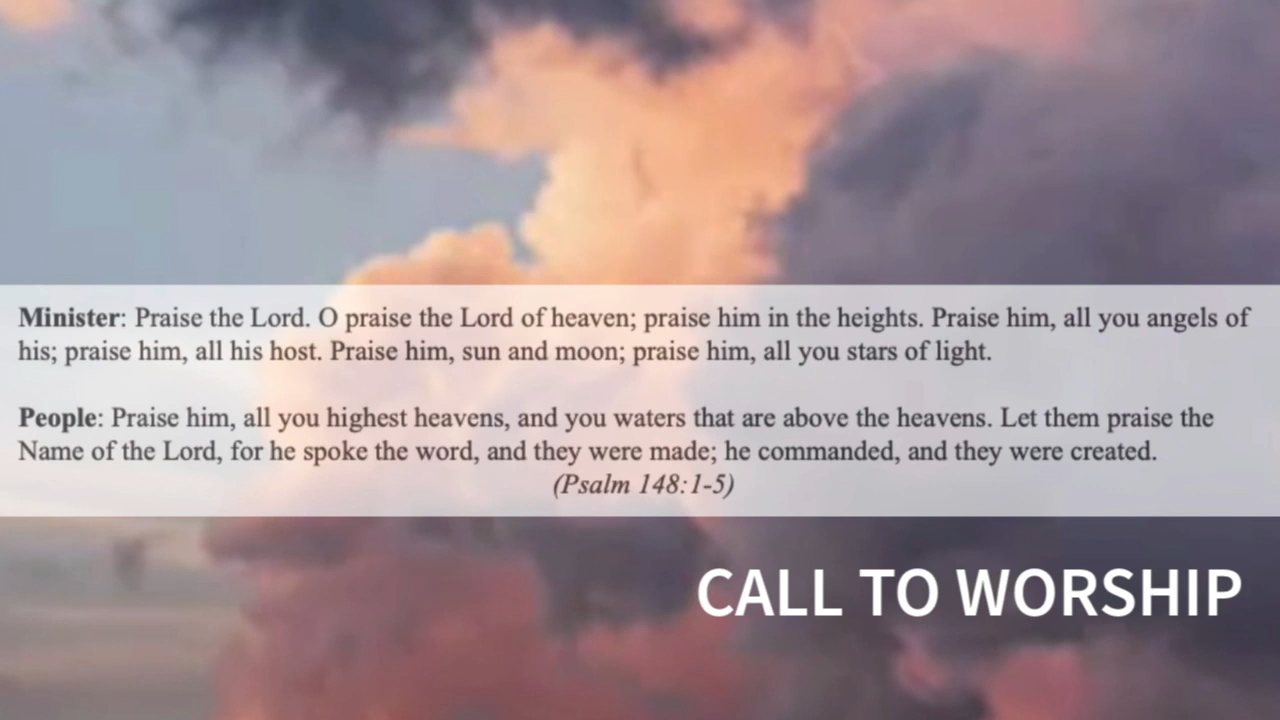 Minister: Praise the Lord. O praise the Lord of heaven; praise him in the heights. Praise him, all you angels of
his; praise him, all his host. Praise him, sun and moon; praise him, all you stars of light.
People: Praise him, all you highest heavens, and you waters that are above the heavens. Let them praise the
Name of the Lord, for he spoke the word, and they were made; he commanded, and they were created.
(Psalm 148:1-5)
CALL TO WORSHIP